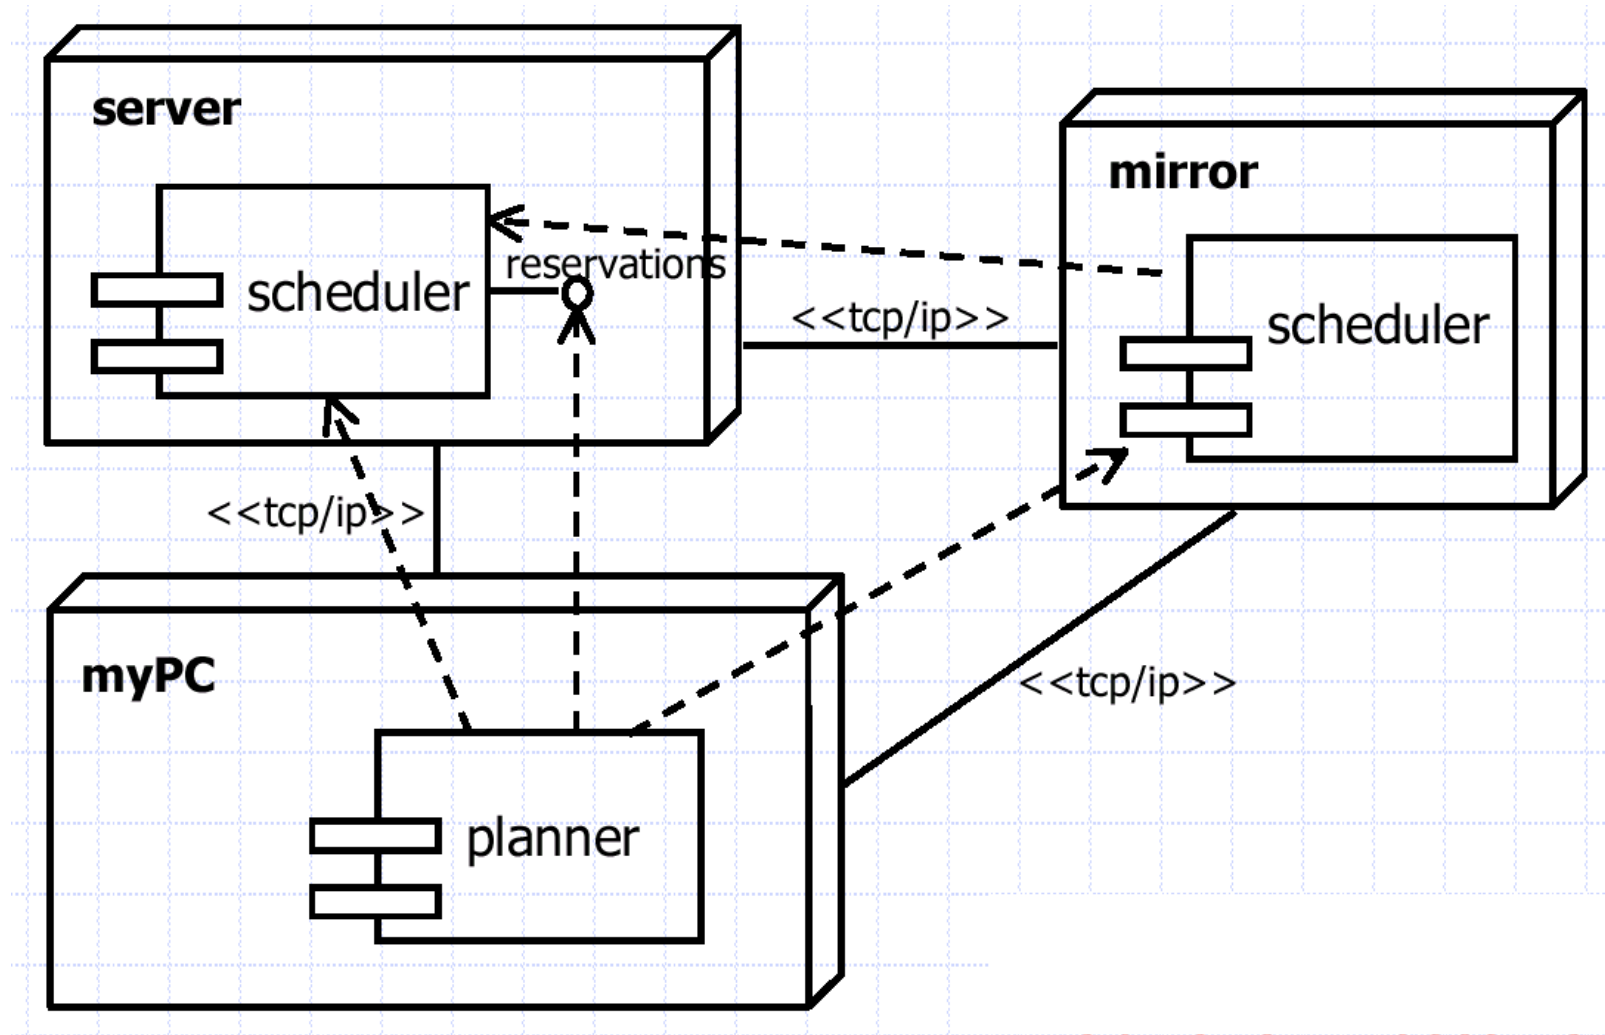 server
mirror
reservations
scheduler
<<tcp/ip>>
scheduler
<<tcp/ip>>
myPC
<<tcp/ip>>
planner